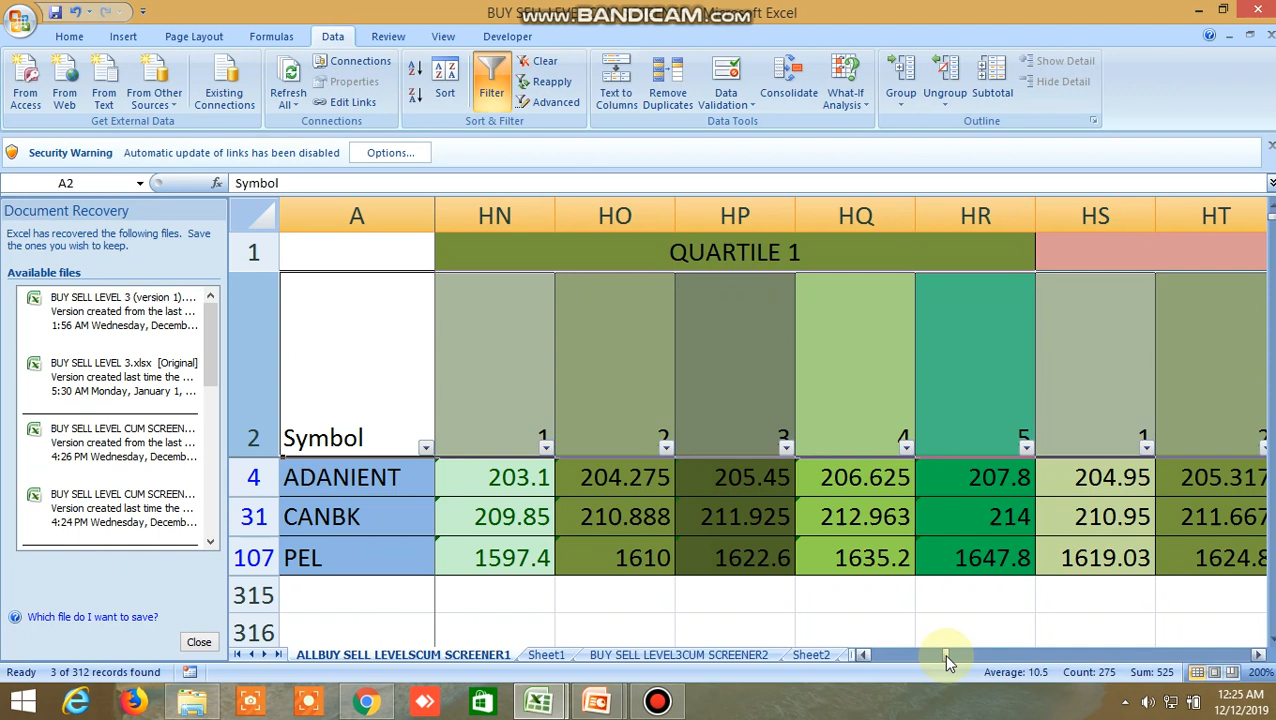 BUY SELL LEVELSCUM SCREENER - Microsoft Excel
www.BANDICAM.com
Home Insert Page Layout Formulas Data Review View Developer
From Access
From Web
From Text
From Other Sources
Existing Connections
Get External Data
Refresh All
Connections
Properties
Edit Links
Connections
Sort
Filter
Clear
Reapply
Advanced
Sort & Filter
Text to Columns
Remove Duplicates
Data Validation
Consolidate
What-If Analysis
Data Tools
Group
Ungroup
Subtotal
Show Detail
Hide Detail
Outline
Security Warning Automatic update of links has been disabled Options...
A2 fx Symbol
Document Recovery
Excel has recovered the following files. Save
the ones you wish to keep.
Available files
BUY SELL LEVEL 3 (version 1)....
Version created from the last ...
1:56 AM Wednesday, Decemb...
BUY SELL LEVEL 3.xlsx [Original]
Version created last time the ...
5:30 AM Monday, January 1, ...
BUY SELL LEVEL CUM SCREEN...
Version created from the last ...
4:26 PM Wednesday, Decemb...
BUY SELL LEVEL CUM SCREEN...
Version created last time the ...
4:24 PM Wednesday, Decemb...
Which file do I want to save?
Close
A HN HO HP HQ HR HS HT
1 QUARTILE 1
2 Symbol 1 2 3 4 5 1 2
4 ADANIENT 203.1 204.275 205.45 206.625 207.8 204.95 205.317
31 CANBK 209.85 210.888 211.925 212.963 214 210.95 211.667
107 PEL 1597.4 1610 1622.6 1635.2 1647.8 1619.03 1624.8
315
316
ALLBUY SELL LEVELSCUM SCREENER1 Sheet1 BUY SELL LEVEL3CUM SCREENER2 Sheet2
Ready 3 of 312 records found Average: 10.5 Count: 275 Sum: 525 200%
12:25 AM
12/12/2019